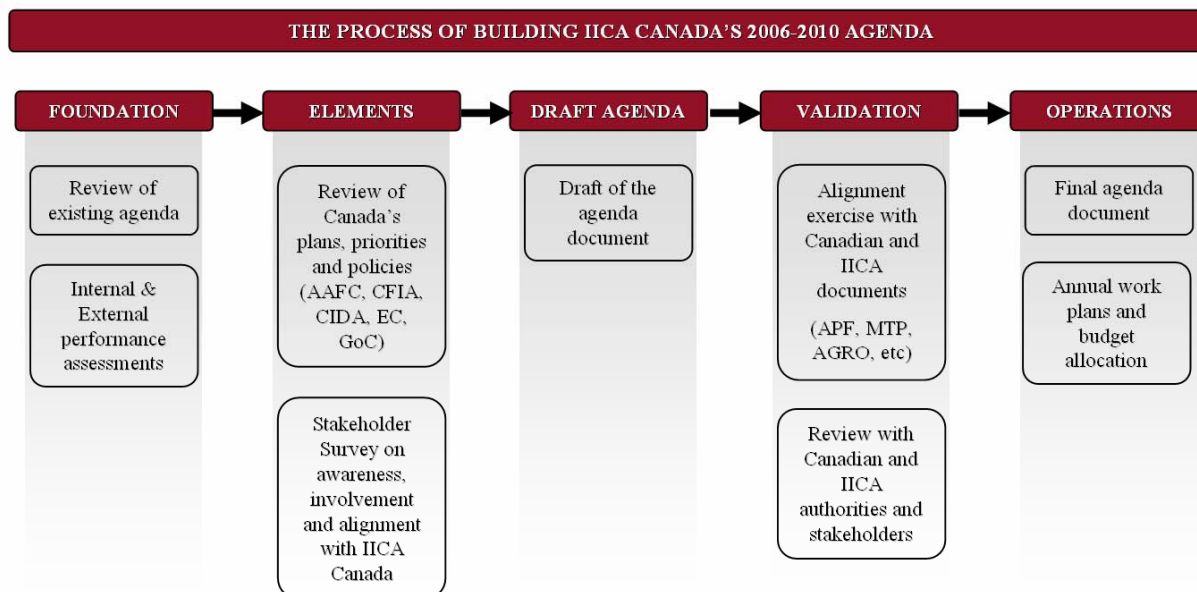 THE PROCESS OF BUILDING IICA CANADA'S 2006-2010 AGENDA
FOUNDATION
Review of
existing agenda
Internal &
External
performance
assessments
ELEMENTS
Review of
Canada's
plans, priorities
and policies
(AAFC, CFIA,
CIDA, EC,
GoC)
Stakeholder
Survey on
awareness,
involvement
and alignment
with IICA
Canada
DRAFT AGENDA
Draft of the
agenda
document
VALIDATION
Alignment
exercise with
Canadian and
IICA
documents
(APF, MTP,
AGRO, etc)
Review with
Canadian and
IICA
authorities and
stakeholders
OPERATIONS
Final agenda
document
Annual work
plans and
budget
allocation